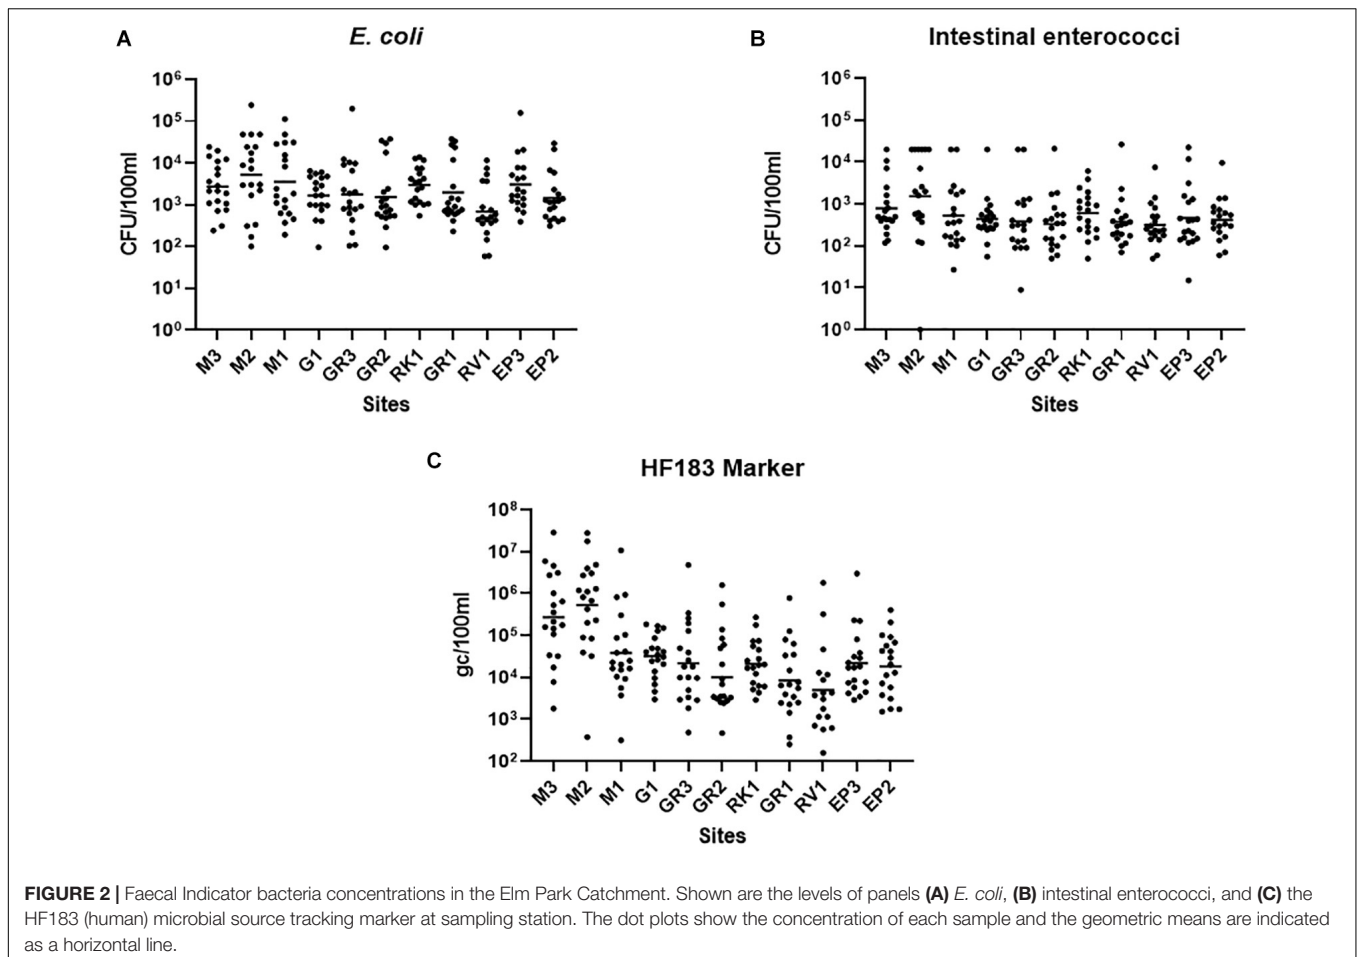 A
E. coli
10⁶
10⁵
10⁴
10³
10²
10¹
10⁰
CFU/100ml
M3 M2 M1 G1 GR3 GR2 RK1 GR1 RV1 EP3 EP2
Sites
B
Intestinal enterococci
10⁶
10⁵
10⁴
10³
10²
10¹
10⁰
CFU/100ml
M3 M2 M1 G1 GR3 GR2 RK1 GR1 RV1 EP3 EP2
Sites
C
HF183 Marker
10⁸
10⁷
10⁶
10⁵
10⁴
10³
10²
gc/100ml
M3 M2 M1 G1 GR3 GR2 RK1 GR1 RV1 EP3 EP2
Sites
FIGURE 2 | Faecal Indicator bacteria concentrations in the Elm Park Catchment. Shown are the levels of panels (A) E. coli, (B) intestinal enterococci, and (C) the
HF183 (human) microbial source tracking marker at sampling station. The dot plots show the concentration of each sample and the geometric means are indicated
as a horizontal line.